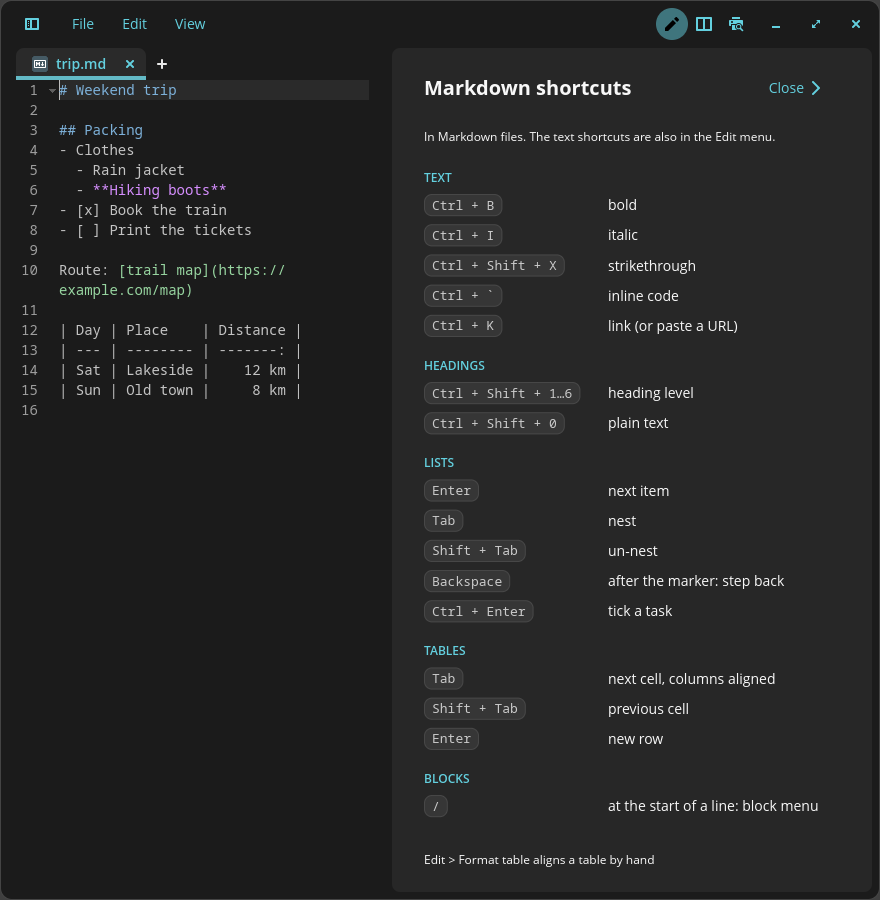 File Edit View
trip.md
1 # Weekend trip
2
3 ## Packing
4 - Clothes
5   - Rain jacket
6   - **Hiking boots**
7 - [x] Book the train
8 - [ ] Print the tickets
9
10 Route: [trail map](https://
example.com/map)
11
12 | Day | Place    | Distance |
13 | --- | -------- | -------: |
14 | Sat | Lakeside |    12 km |
15 | Sun | Old town |     8 km |
16
Markdown shortcuts Close
In Markdown files. The text shortcuts are also in the Edit menu.
TEXT
Ctrl + B bold
Ctrl + I italic
Ctrl + Shift + X strikethrough
Ctrl + ` inline code
Ctrl + K link (or paste a URL)
HEADINGS
Ctrl + Shift + 1…6 heading level
Ctrl + Shift + 0 plain text
LISTS
Enter next item
Tab nest
Shift + Tab un-nest
Backspace after the marker: step back
Ctrl + Enter tick a task
TABLES
Tab next cell, columns aligned
Shift + Tab previous cell
Enter new row
BLOCKS
/ at the start of a line: block menu
Edit > Format table aligns a table by hand